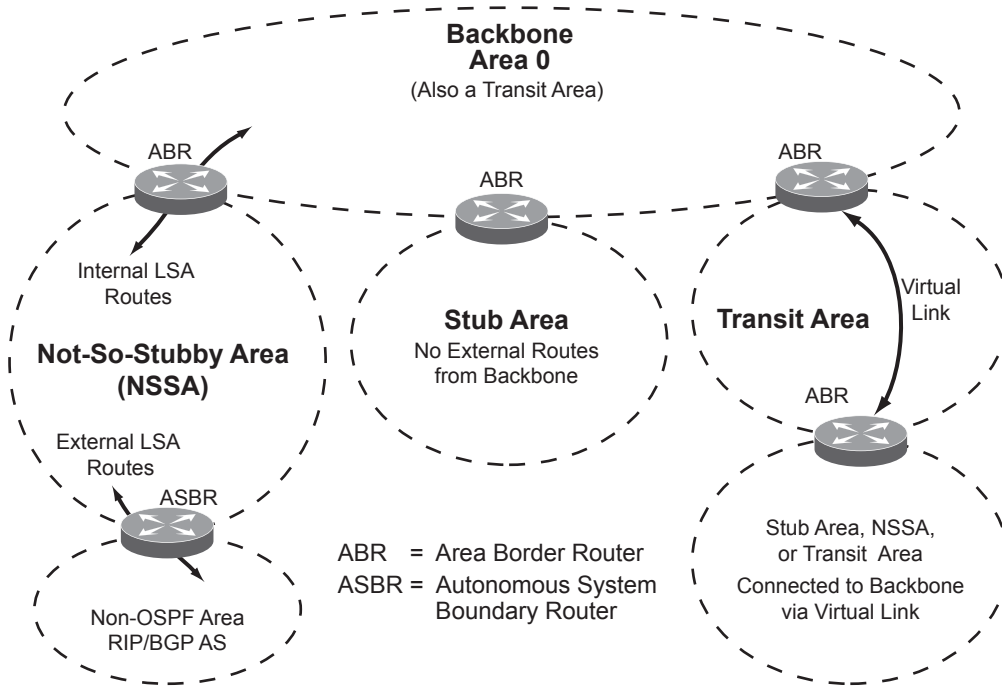 Backbone
Area 0
(Also a Transit Area)
ABR
ABR
ABR
Internal LSA
Routes
Not-So-Stubby Area
(NSSA)
External LSA
Routes
ASBR
Non-OSPF Area
RIP/BGP AS
Stub Area
No External Routes
from Backbone
Transit Area
Virtual
Link
ABR
Stub Area, NSSA,
or Transit Area
Connected to Backbone
via Virtual Link
ABR = Area Border Router
ASBR = Autonomous System
Boundary Router